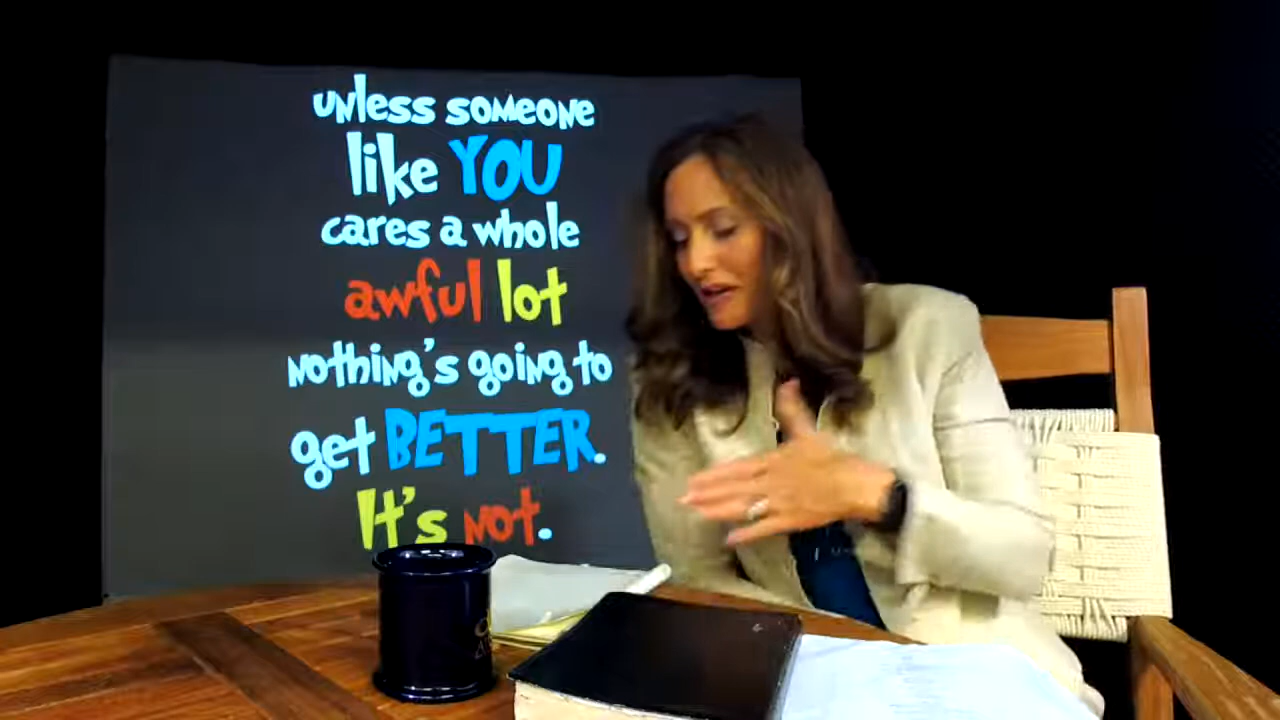 unless someone
like YOU
cares a whole
awful lot
nothing's going to
get BETTER.
It's not.